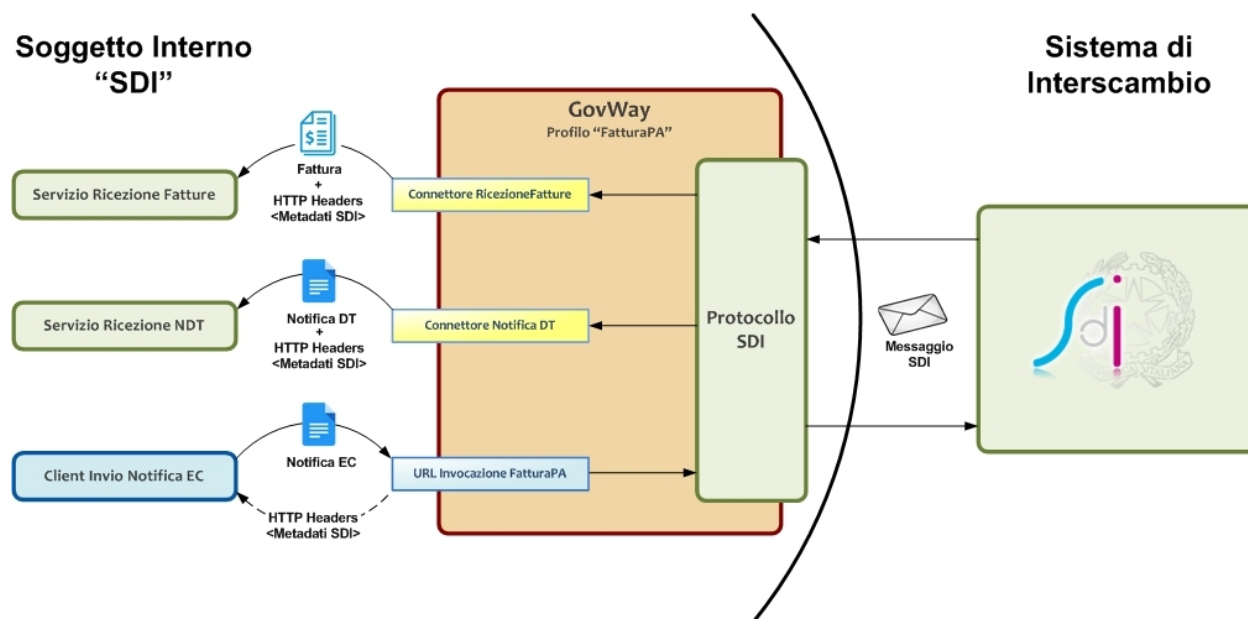 Soggetto Interno
“SDI”
Sistema di
Interscambio
GovWay
Profilo “FatturaPA”
Servizio Ricezione Fatture
Fattura
+
HTTP Headers
<Metadati SDI>
Connettore RicezioneFatture
Servizio Ricezione NDT
Notifica DT
+
HTTP Headers
<Metadati SDI>
Connettore Notifica DT
Protocollo
SDI
Messaggio
SDI
Sdi
Client Invio Notifica EC
Notifica EC
URL Invocazione FatturaPA
HTTP Headers
<Metadati SDI>